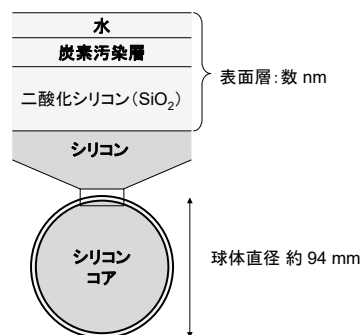 水
炭素汚染層
二酸化シリコン（SiO2）
表面層：数 nm
シリコン
シリコン
コア
球体直径 約 94 mm